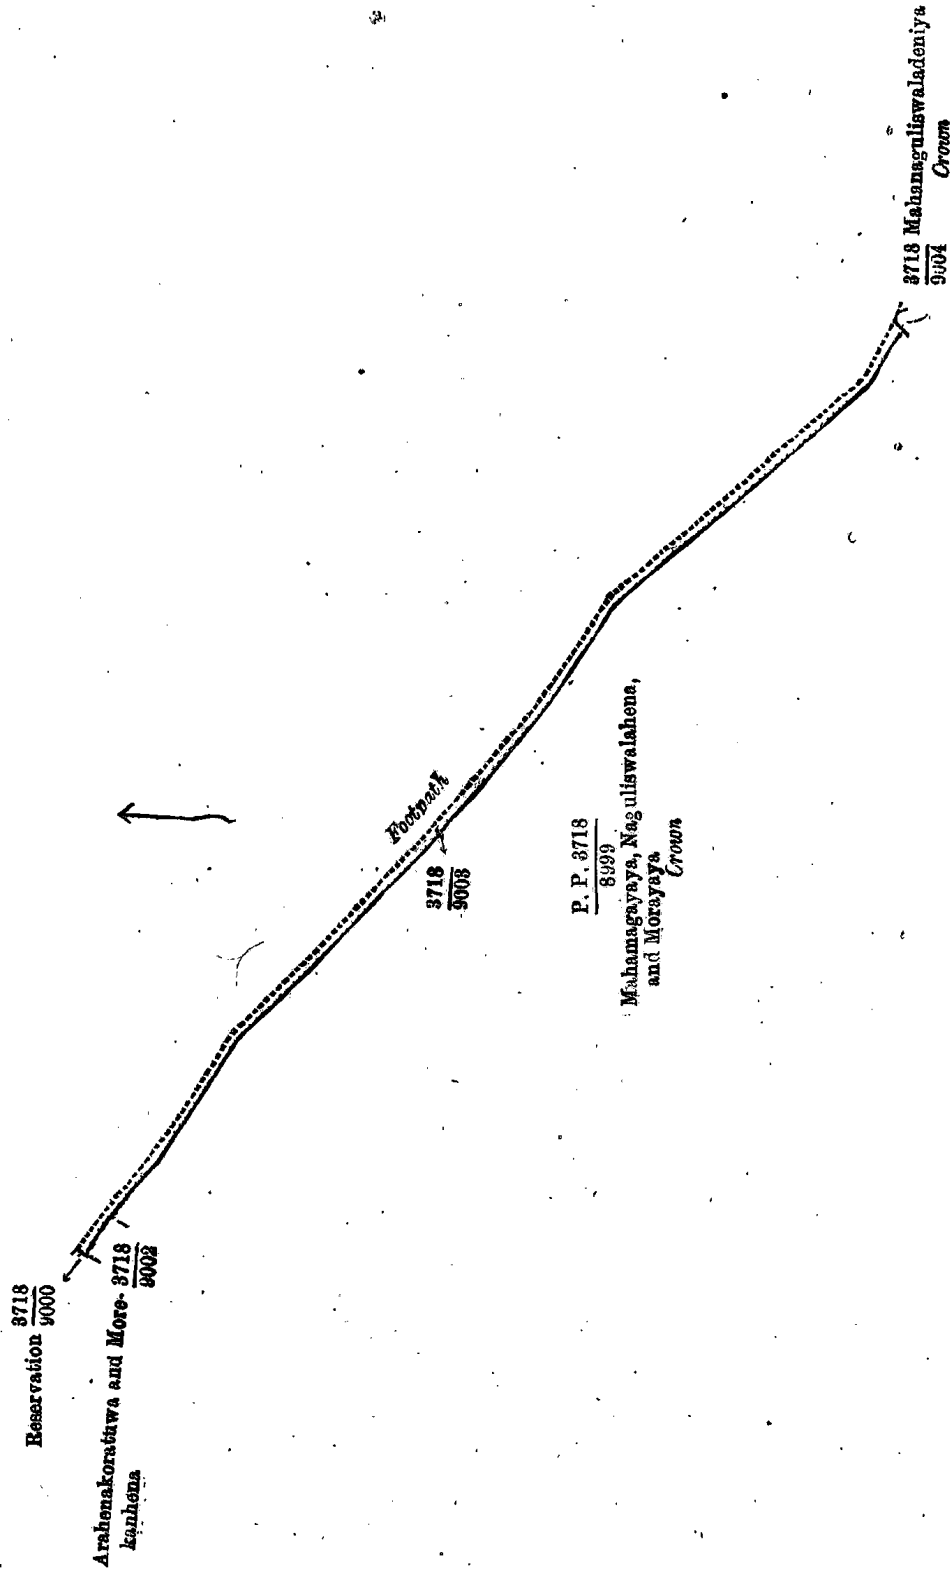 Reservation 3718
9000
Arahenakoratuwa and More- 3718
kanhena 9002
Footpath
3718
9003
P. P. 3718
8999
Mahamagayaya, Naguliswalahena,
and Morayaya
Crown
3718 Mahanaguliswaladeniya
9004 Crown